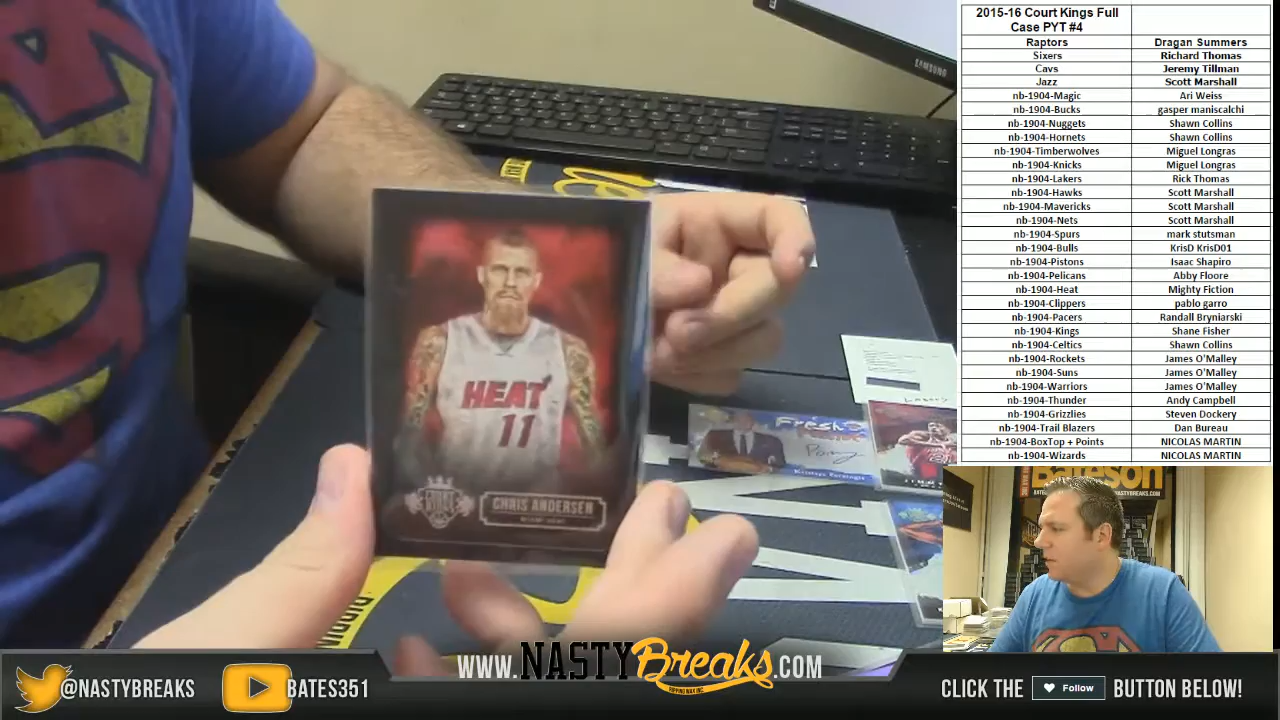 SAMSUNG
HEAT
11
COURT KINGS
CHRIS ANDERSEN
MIAMI HEAT
Fresh
2015-16 Court Kings Full
Case PYT #4
Raptors Dragan Summers
Sixers Richard Thomas
Cavs Jeremy Tillman
Jazz Scott Marshall
nb-1904-Magic Ari Weiss
nb-1904-Bucks gasper maniscalchi
nb-1904-Nuggets Shawn Collins
nb-1904-Hornets Shawn Collins
nb-1904-Timberwolves Miguel Longras
nb-1904-Knicks Miguel Longras
nb-1904-Lakers Rick Thomas
nb-1904-Hawks Scott Marshall
nb-1904-Mavericks Scott Marshall
nb-1904-Nets Scott Marshall
nb-1904-Spurs mark stutsman
nb-1904-Bulls KrisD KrisD01
nb-1904-Pistons Isaac Shapiro
nb-1904-Pelicans Abby Floore
nb-1904-Heat Mighty Fiction
nb-1904-Clippers pablo garro
nb-1904-Pacers Randall Bryniarski
nb-1904-Kings Shane Fisher
nb-1904-Celtics Shawn Collins
nb-1904-Rockets James O'Malley
nb-1904-Suns James O'Malley
nb-1904-Warriors James O'Malley
nb-1904-Thunder Andy Campbell
nb-1904-Grizzlies Steven Dockery
nb-1904-Trail Blazers Dan Bureau
nb-1904-BoxTop + Points NICOLAS MARTIN
nb-1904-Wizards NICOLAS MARTIN
Bateson
@NASTYBREAKS
BATES351
WWW.NASTYBreaks.COM
RIPPING WAX INC.
CLICK THE Follow BUTTON BELOW!